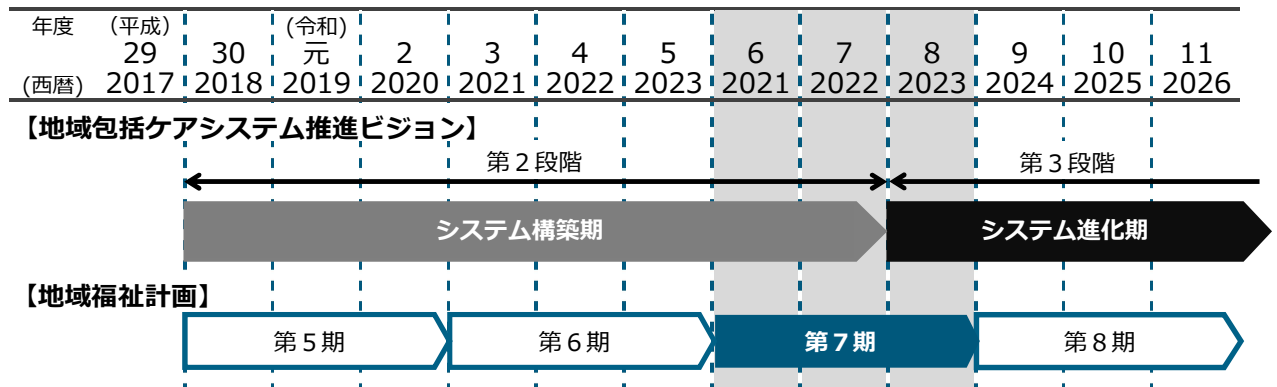 年度 (平成) (令和)
29 30 元 2 3 4 5 6 7 8 9 10 11
(西暦) 2017 2018 2019 2020 2021 2022 2023 2021 2022 2023 2024 2025 2026
【地域包括ケアシステム推進ビジョン】
第2段階 第3段階
システム構築期 システム進化期
【地域福祉計画】
第5期 第6期 第7期 第8期